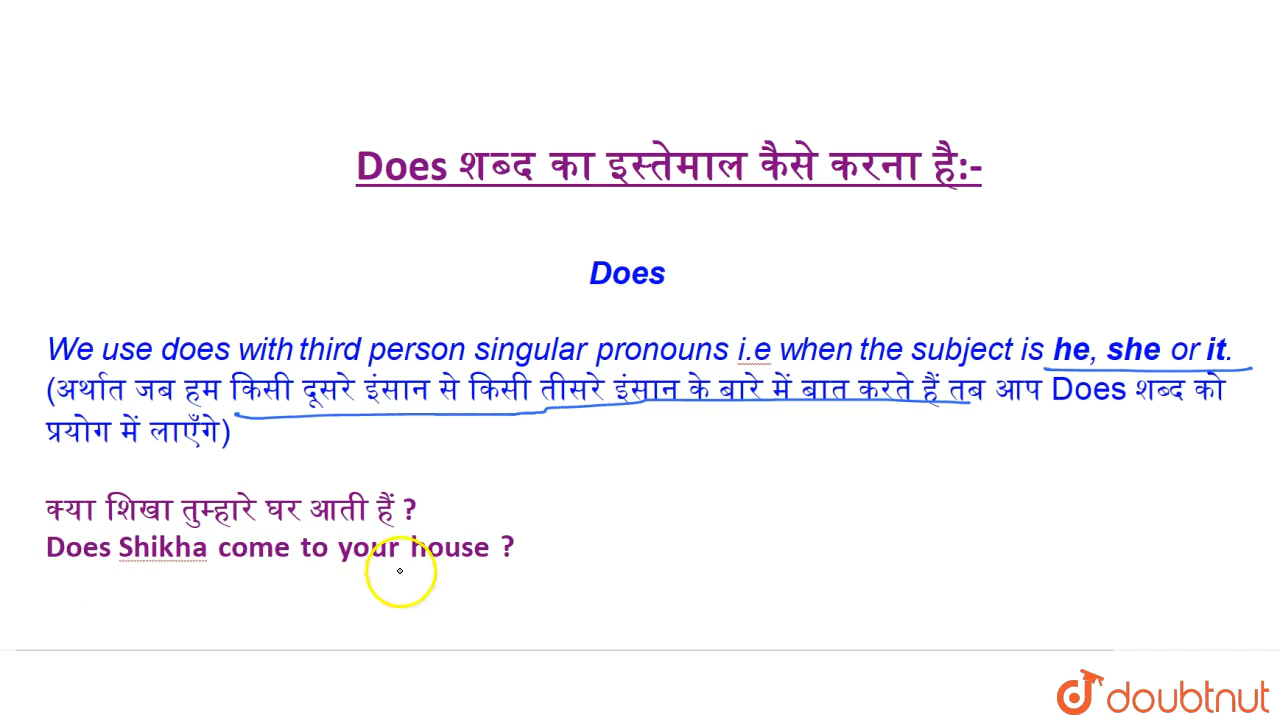 Does शब्द का इस्तेमाल कैसे करना है:-
Does
We use does with third person singular pronouns i.e when the subject is he, she or it.
(अर्थात जब हम किसी दूसरे इंसान से किसी तीसरे इंसान के बारे में बात करते हैं तब आप Does शब्द को
प्रयोग में लाएँगे)
क्या शिखा तुम्हारे घर आती हैं ?
Does Shikha come to your house ?
doubtnut